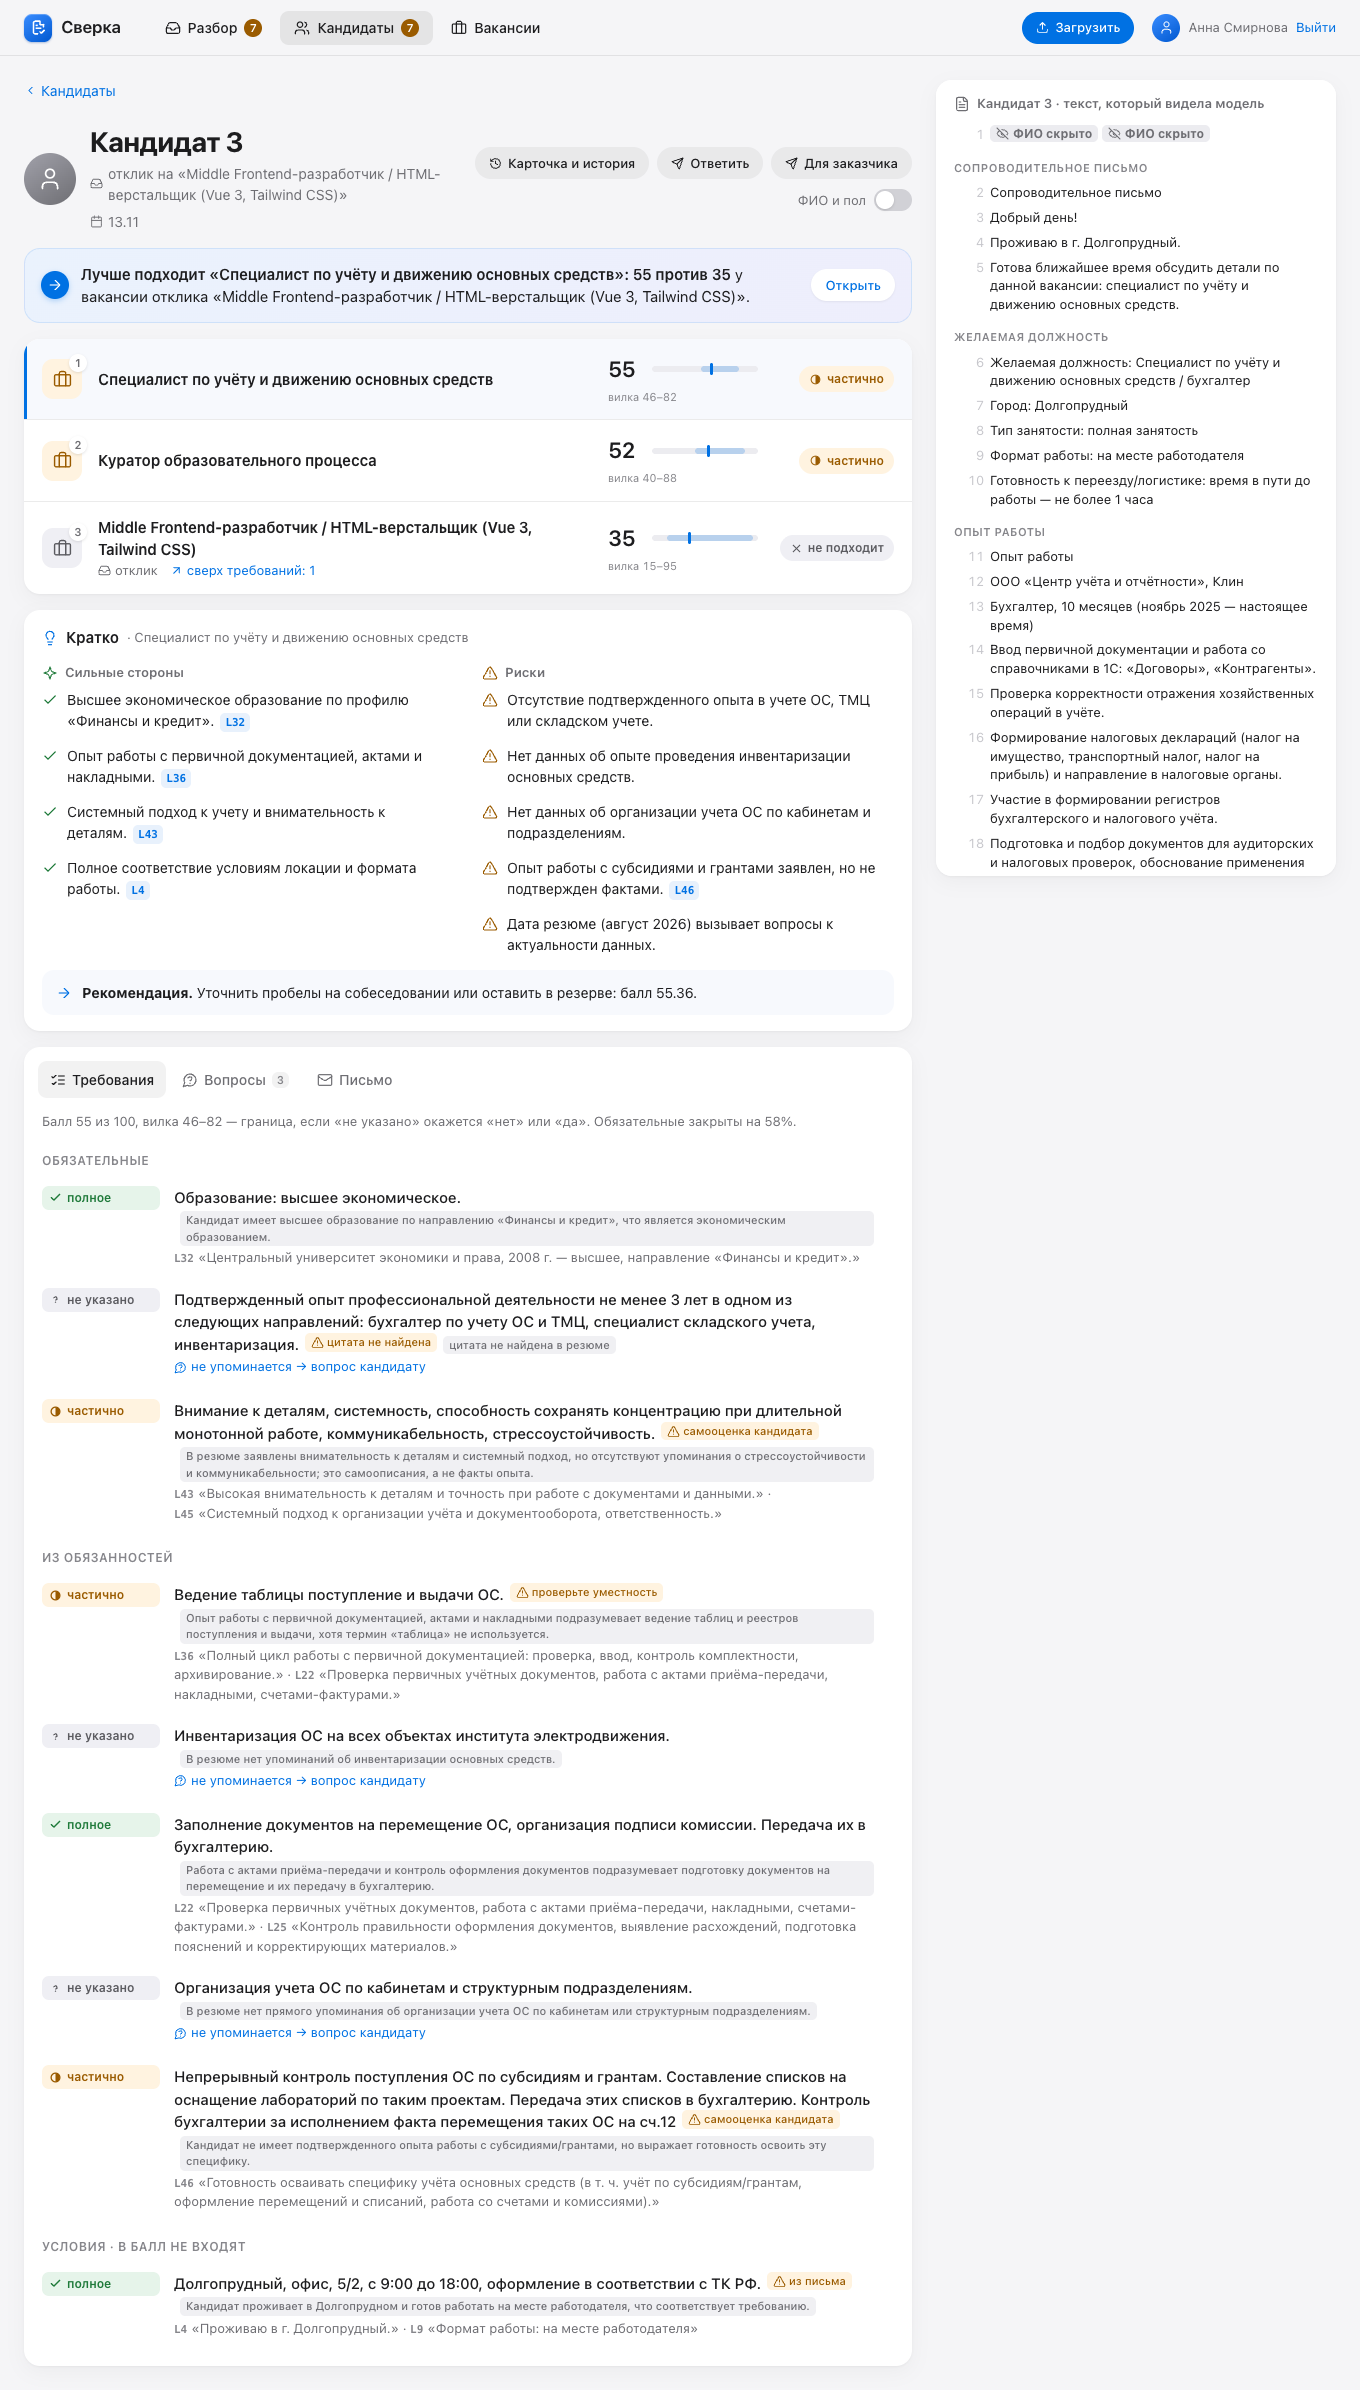 Сверка
Разбор 7
Кандидаты 7
Вакансии
Загрузить
Анна Смирнова Выйти
Кандидаты
Кандидат 3
отклик на «Middle Frontend-разработчик / HTML-
верстальщик (Vue 3, Tailwind CSS)»
13.11
Карточка и история
Ответить
Для заказчика
ФИО и пол
Лучше подходит «Специалист по учёту и движению основных средств»: 55 против 35 у
вакансии отклика «Middle Frontend-разработчик / HTML-верстальщик (Vue 3, Tailwind CSS)».
Открыть
1
Специалист по учёту и движению основных средств
55
вилка 46–82
частично
2
Куратор образовательного процесса
52
вилка 40–88
частично
3
Middle Frontend-разработчик / HTML-верстальщик (Vue 3,
Tailwind CSS)
отклик сверх требований: 1
35
вилка 15–95
не подходит
Кратко · Специалист по учёту и движению основных средств
Сильные стороны
Высшее экономическое образование по профилю
«Финансы и кредит». L32
Опыт работы с первичной документацией, актами и
накладными. L36
Системный подход к учету и внимательность к
деталям. L43
Полное соответствие условиям локации и формата
работы. L4
Риски
Отсутствие подтвержденного опыта в учете ОС, ТМЦ
или складском учете.
Нет данных об опыте проведения инвентаризации
основных средств.
Нет данных об организации учета ОС по кабинетам и
подразделениям.
Опыт работы с субсидиями и грантами заявлен, но не
подтвержден фактами. L46
Дата резюме (август 2026) вызывает вопросы к
актуальности данных.
Рекомендация. Уточнить пробелы на собеседовании или оставить в резерве: балл 55.36.
Требования
Вопросы 3
Письмо
Балл 55 из 100, вилка 46–82 — граница, если «не указано» окажется «нет» или «да». Обязательные закрыты на 58%.
ОБЯЗАТЕЛЬНЫЕ
полное
Образование: высшее экономическое.
Кандидат имеет высшее образование по направлению «Финансы и кредит», что является экономическим
образованием.
L32 «Центральный университет экономики и права, 2008 г. — высшее, направление «Финансы и кредит».»
? не указано
Подтвержденный опыт профессиональной деятельности не менее 3 лет в одном из
следующих направлений: бухгалтер по учету ОС и ТМЦ, специалист складского учета,
инвентаризация. цитата не найдена цитата не найдена в резюме
не упоминается → вопрос кандидату
частично
Внимание к деталям, системность, способность сохранять концентрацию при длительной
монотонной работе, коммуникабельность, стрессоустойчивость. самооценка кандидата
В резюме заявлены внимательность к деталям и системный подход, но отсутствуют упоминания о стрессоустойчивости
и коммуникабельности; это самоописания, а не факты опыта.
L43 «Высокая внимательность к деталям и точность при работе с документами и данными.» ·
L45 «Системный подход к организации учёта и документооборота, ответственность.»
ИЗ ОБЯЗАННОСТЕЙ
частично
Ведение таблицы поступление и выдачи ОС. проверьте уместность
Опыт работы с первичной документацией, актами и накладными подразумевает ведение таблиц и реестров
поступления и выдачи, хотя термин «таблица» не используется.
L36 «Полный цикл работы с первичной документацией: проверка, ввод, контроль комплектности,
архивирование.» · L22 «Проверка первичных учётных документов, работа с актами приёма-передачи,
накладными, счетами-фактурами.»
? не указано
Инвентаризация ОС на всех объектах института электродвижения.
В резюме нет упоминаний об инвентаризации основных средств.
не упоминается → вопрос кандидату
полное
Заполнение документов на перемещение ОС, организация подписи комиссии. Передача их в
бухгалтерию.
Работа с актами приёма-передачи и контроль оформления документов подразумевает подготовку документов на
перемещение и их передачу в бухгалтерию.
L22 «Проверка первичных учётных документов, работа с актами приёма-передачи, накладными, счетами-
фактурами.» · L25 «Контроль правильности оформления документов, выявление расхождений, подготовка
пояснений и корректирующих материалов.»
? не указано
Организация учета ОС по кабинетам и структурным подразделениям.
В резюме нет прямого упоминания об организации учета ОС по кабинетам или структурным подразделениям.
не упоминается → вопрос кандидату
частично
Непрерывный контроль поступления ОС по субсидиям и грантам. Составление списков на
оснащение лабораторий по таким проектам. Передача этих списков в бухгалтерию. Контроль
бухгалтерии за исполнением факта перемещения таких ОС на сч.12 самооценка кандидата
Кандидат не имеет подтвержденного опыта работы с субсидиями/грантами, но выражает готовность освоить эту
специфику.
L46 «Готовность осваивать специфику учёта основных средств (в т. ч. учёт по субсидиям/грантам,
оформление перемещений и списаний, работа со счетами и комиссиями).»
УСЛОВИЯ · В БАЛЛ НЕ ВХОДЯТ
полное
Долгопрудный, офис, 5/2, с 9:00 до 18:00, оформление в соответствии с ТК РФ. из письма
Кандидат проживает в Долгопрудном и готов работать на месте работодателя, что соответствует требованию.
L4 «Проживаю в г. Долгопрудный.» · L9 «Формат работы: на месте работодателя»
Кандидат 3 · текст, который видела модель
1 ФИО скрыто ФИО скрыто
СОПРОВОДИТЕЛЬНОЕ ПИСЬМО
2 Сопроводительное письмо
3 Добрый день!
4 Проживаю в г. Долгопрудный.
5 Готова ближайшее время обсудить детали по
данной вакансии: специалист по учёту и
движению основных средств.
ЖЕЛАЕМАЯ ДОЛЖНОСТЬ
6 Желаемая должность: Специалист по учёту и
движению основных средств / бухгалтер
7 Город: Долгопрудный
8 Тип занятости: полная занятость
9 Формат работы: на месте работодателя
10 Готовность к переезду/логистике: время в пути до
работы — не более 1 часа
ОПЫТ РАБОТЫ
11 Опыт работы
12 ООО «Центр учёта и отчётности», Клин
13 Бухгалтер, 10 месяцев (ноябрь 2025 — настоящее
время)
14 Ввод первичной документации и работа со
справочниками в 1С: «Договоры», «Контрагенты».
15 Проверка корректности отражения хозяйственных
операций в учёте.
16 Формирование налоговых деклараций (налог на
имущество, транспортный налог, налог на
прибыль) и направление в налоговые органы.
17 Участие в формировании регистров
бухгалтерского и налогового учёта.
18 Подготовка и подбор документов для аудиторских
и налоговых проверок, обоснование применения